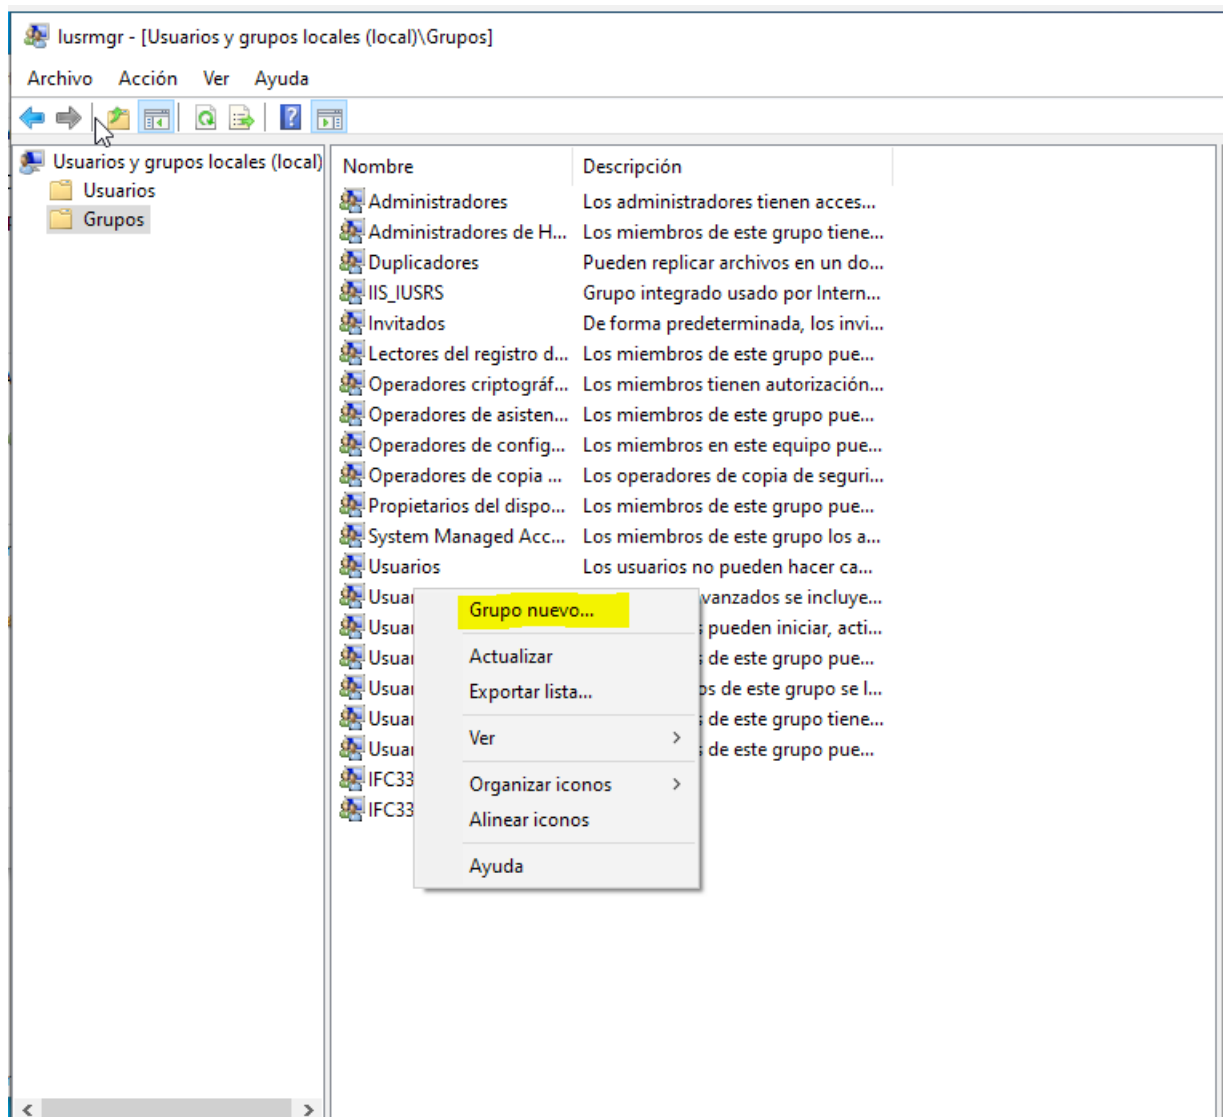 lusrmgr - [Usuarios y grupos locales (local)\Grupos]
Archivo Acción Ver Ayuda
Usuarios y grupos locales (local)
Usuarios
Grupos
Nombre Descripción
Administradores Los administradores tienen acces...
Administradores de H... Los miembros de este grupo tiene...
Duplicadores Pueden replicar archivos en un do...
IIS_IUSRS Grupo integrado usado por Intern...
Invitados De forma predeterminada, los invi...
Lectores del registro d... Los miembros de este grupo pue...
Operadores criptográf... Los miembros tienen autorización...
Operadores de asisten... Los miembros de este grupo pue...
Operadores de config... Los miembros en este equipo pue...
Operadores de copia ... Los operadores de copia de seguri...
Propietarios del dispo... Los miembros de este grupo pue...
System Managed Acc... Los miembros de este grupo los a...
Usuarios Los usuarios no pueden hacer ca...
Usuar vanzados se incluye...
Usuar s pueden iniciar, acti...
Usuar s de este grupo pue...
Usuar os de este grupo se l...
Usuar s de este grupo tiene...
Usuar s de este grupo pue...
IFC33
IFC33
Grupo nuevo...
Actualizar
Exportar lista...
Ver
Organizar iconos
Alinear iconos
Ayuda